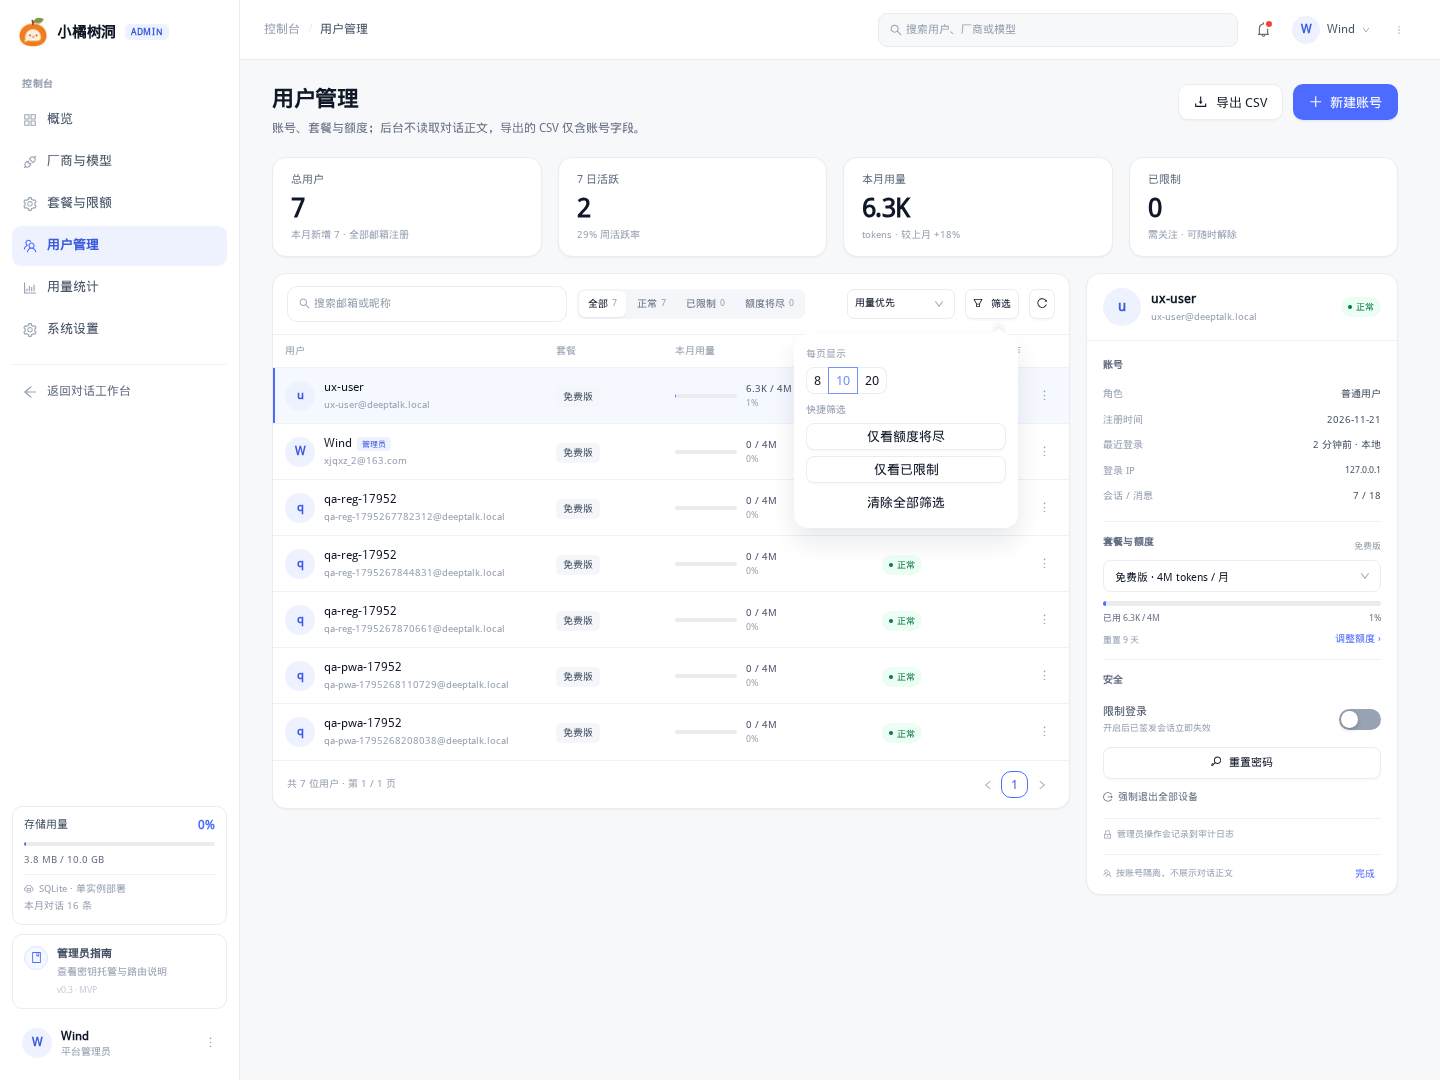 小橘树洞 ADMIN
控制台
概览
厂商与模型
套餐与限额
用户管理
用量统计
系统设置
返回对话工作台
存储用量 0%
3.8 MB / 10.0 GB
SQLite · 单实例部署
本月对话 16 条
管理员指南
查看密钥托管与路由说明
v0.3 · MVP
W Wind
平台管理员
控制台 / 用户管理
搜索用户、厂商或模型
W Wind
用户管理
账号、套餐与额度；后台不读取对话正文，导出的 CSV 仅含账号字段。
导出 CSV
新建账号
总用户
7
本月新增 7 · 全部邮箱注册
7 日活跃
2
29% 周活跃率
本月用量
6.3K
tokens · 较上月 +18%
已限制
0
需关注 · 可随时解除
搜索邮箱或昵称
全部 7 正常 7 已限制 0 额度将尽 0
用量优先
筛选
用户 套餐 本月用量
u ux-user
ux-user@deeptalk.local
免费版
6.3K / 4M
1%
W Wind 管理员
xjqxz_2@163.com
免费版
0 / 4M
0%
q qa-reg-17952
qa-reg-1795267782312@deeptalk.local
免费版
0 / 4M
0%
q qa-reg-17952
qa-reg-1795267844831@deeptalk.local
免费版
0 / 4M
0%
正常
q qa-reg-17952
qa-reg-1795267870661@deeptalk.local
免费版
0 / 4M
0%
正常
q qa-pwa-17952
qa-pwa-1795268110729@deeptalk.local
免费版
0 / 4M
0%
正常
q qa-pwa-17952
qa-pwa-1795268208038@deeptalk.local
免费版
0 / 4M
0%
正常
共 7 位用户 · 第 1 / 1 页
1
每页显示
8 10 20
快捷筛选
仅看额度将尽
仅看已限制
清除全部筛选
u ux-user
ux-user@deeptalk.local
正常
账号
角色 普通用户
注册时间 2026-11-21
最近登录 2 分钟前 · 本地
登录 IP 127.0.0.1
会话 / 消息 7 / 18
套餐与额度 免费版
免费版 · 4M tokens / 月
已用 6.3K / 4M 1%
重置 9 天 调整额度 ›
安全
限制登录
开启后已签发会话立即失效
重置密码
强制退出全部设备
管理员操作会记录到审计日志
按账号隔离，不展示对话正文 完成